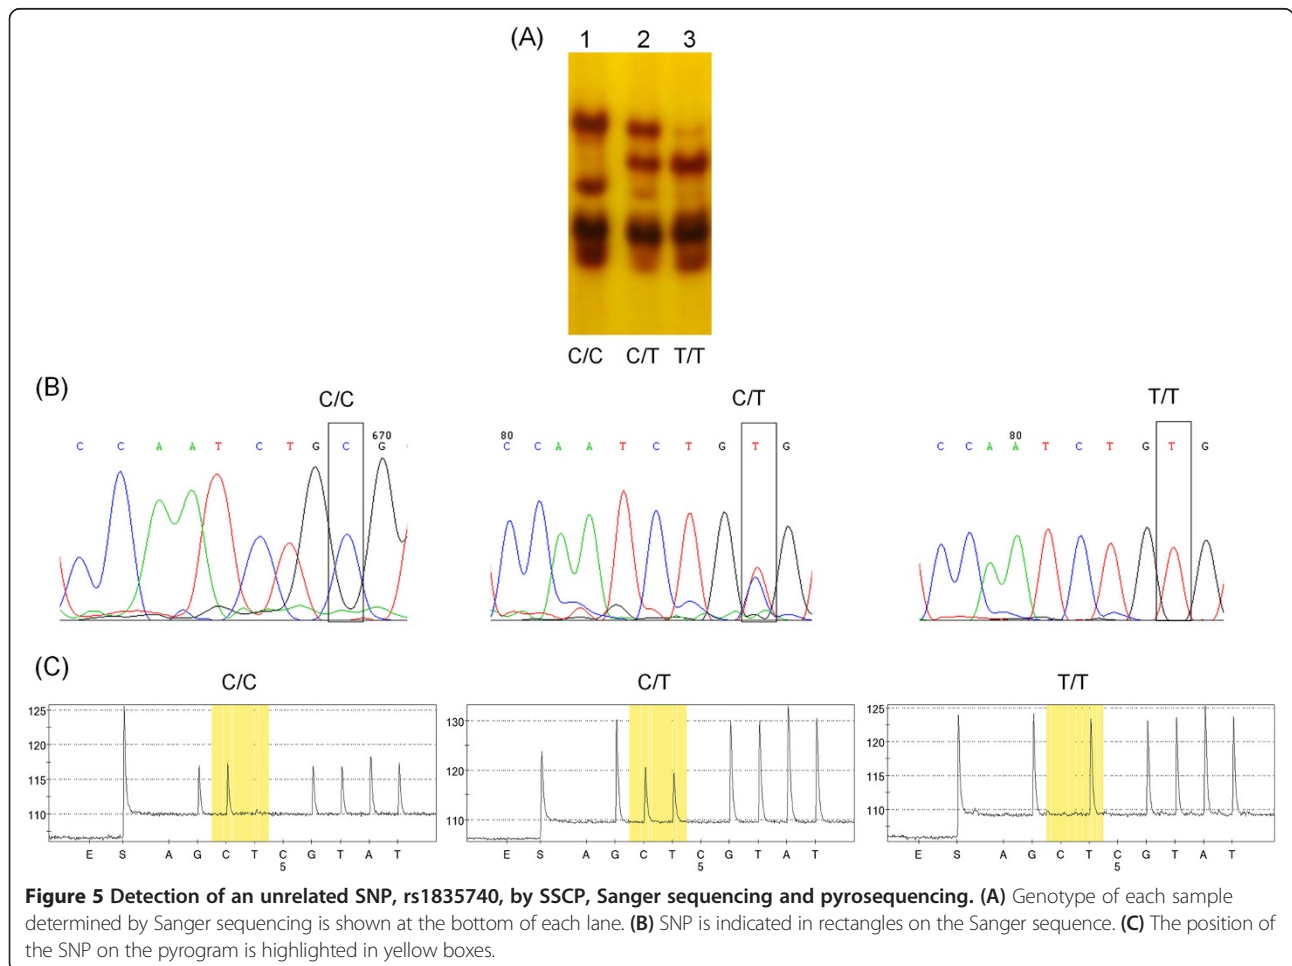 (A) 1 2 3
C/C C/T T/T
(B) C/C C/T T/T
C C A A T C T G C G 670
80 C C A A T C T G T G
C C A A 80 T C T G T G
(C) C/C C/T T/T
125
120
115
110
E S A G C T C G T A T
5
130
120
110
E S A G C T C G T A T
5
125
120
115
110
E S A G C T C G T A T
5
Figure 5 Detection of an unrelated SNP, rs1835740, by SSCP, Sanger sequencing and pyrosequencing. (A) Genotype of each sample
determined by Sanger sequencing is shown at the bottom of each lane. (B) SNP is indicated in rectangles on the Sanger sequence. (C) The position of
the SNP on the pyrogram is highlighted in yellow boxes.